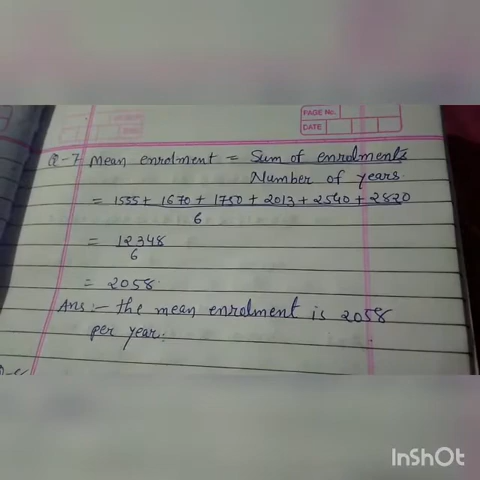 PAGE No.
DATE
Q-7 Mean enrolment = Sum of enrolments
Number of years
= 1555 + 1670 + 1750 + 2013 + 2540 + 2820
6
= 12348
6
= 2058.
Ans :- the mean enrolment is 2058
per year.
InShOt